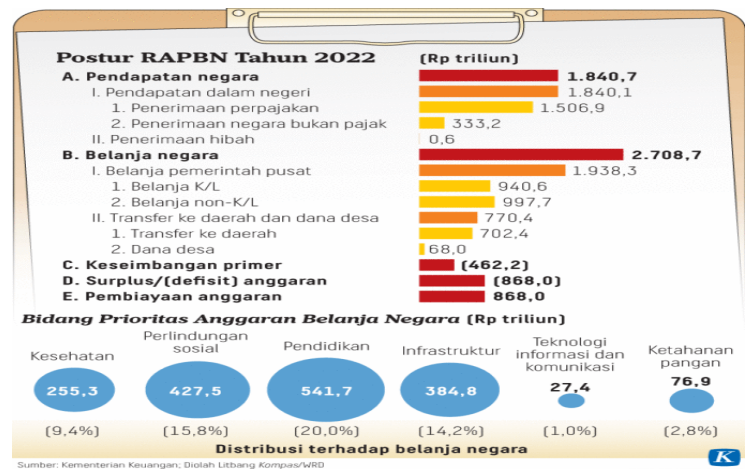 Postur RAPBN Tahun 2022 (Rp triliun)
A. Pendapatan negara 1.840,7
I. Pendapatan dalam negeri 1.840,1
1. Penerimaan perpajakan 1.506,9
2. Penerimaan negara bukan pajak 333,2
II. Penerimaan hibah 0,6
B. Belanja negara 2.708,7
I. Belanja pemerintah pusat 1.938,3
1. Belanja K/L 940,6
2. Belanja non-K/L 997,7
II. Transfer ke daerah dan dana desa 770,4
1. Transfer ke daerah 702,4
2. Dana desa 68,0
C. Keseimbangan primer (462,2)
D. Surplus/(defisit) anggaran (868,0)
E. Pembiayaan anggaran 868,0
Bidang Prioritas Anggaran Belanja Negara (Rp triliun)
Kesehatan
255,3
(9,4%)
Perlindungan
sosial
427,5
(15,8%)
Pendidikan
541,7
(20,0%)
Infrastruktur
384,8
(14,2%)
Teknologi
informasi dan
komunikasi
27,4
(1,0%)
Ketahanan
pangan
76,9
(2,8%)
Distribusi terhadap belanja negara
K
Sumber: Kementerian Keuangan; Diolah Litbang Kompas/WRD